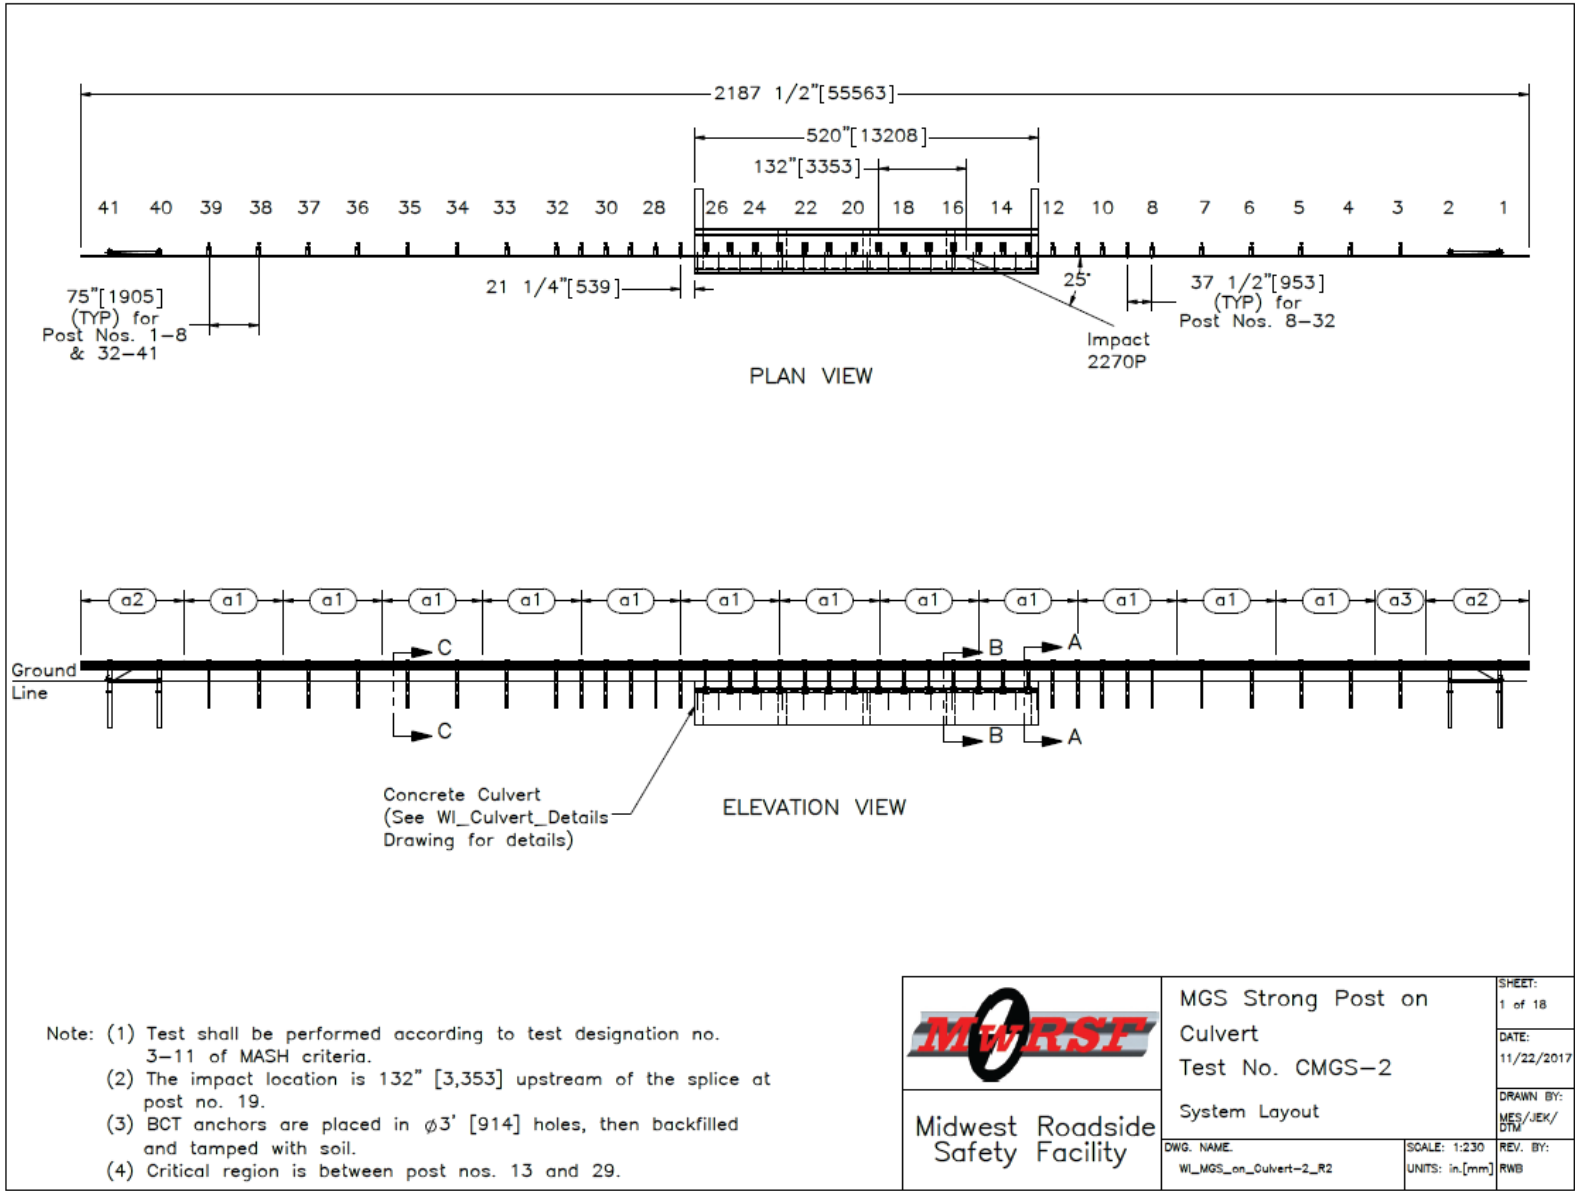 2187 1/2"[55563]
520"[13208]
132"[3353]
41 40 39 38 37 36 35 34 33 32 30 28 26 24 22 20 18 16 14 12 10 8 7 6 5 4 3 2 1
21 1/4"[539]
25°
75"[1905]
(TYP) for
Post Nos. 1-8
& 32-41
37 1/2"[953]
(TYP) for
Post Nos. 8-32
Impact
2270P
PLAN VIEW
a2 a1 a1 a1 a1 a1 a1 a1 a1 a1 a1 a1 a1 a3 a2
C B A
Ground
Line
C B A
Concrete Culvert
(See WI_Culvert_Details
Drawing for details)
ELEVATION VIEW
Note: (1) Test shall be performed according to test designation no.
3-11 of MASH criteria.
(2) The impact location is 132" [3,353] upstream of the splice at
post no. 19.
(3) BCT anchors are placed in ⌀3' [914] holes, then backfilled
and tamped with soil.
(4) Critical region is between post nos. 13 and 29.
MwRSF
Midwest Roadside
Safety Facility
MGS Strong Post on
Culvert
Test No. CMGS-2
System Layout
SHEET:
1 of 18
DATE:
11/22/2017
DRAWN BY:
MES/JEK/
DTM
DWG. NAME.
WI_MGS_on_Culvert-2_R2
SCALE: 1:230
UNITS: in.[mm]
REV. BY:
RWB